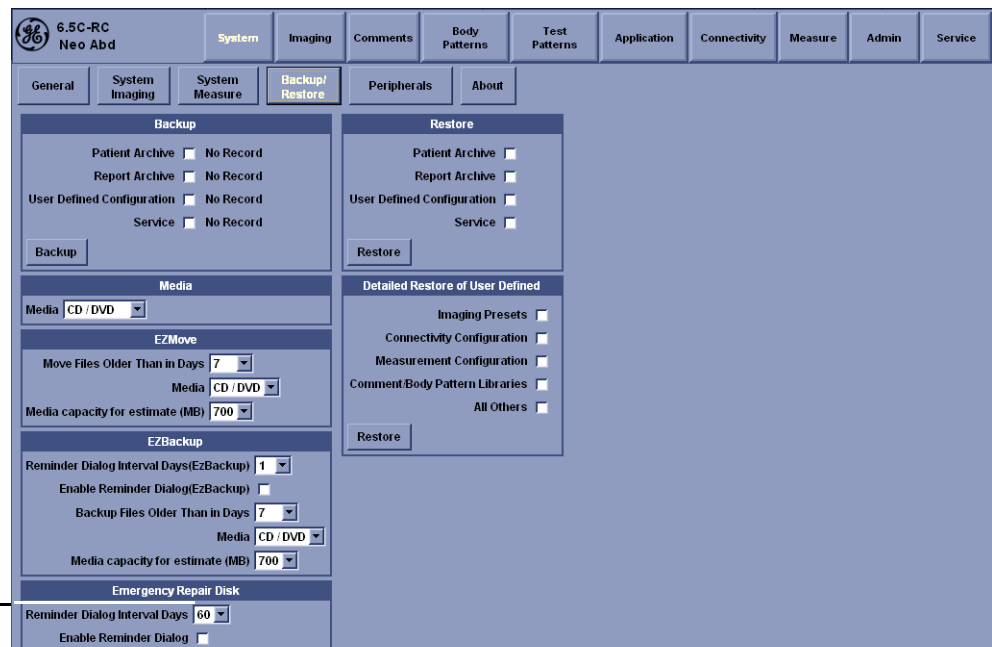 6.5C-RC
Neo Abd
System
Imaging
Comments
Body Patterns
Test Patterns
Application
Connectivity
Measure
Admin
Service
General
System Imaging
System Measure
Backup/Restore
Peripherals
About
Backup
Patient Archive No Record
Report Archive No Record
User Defined Configuration No Record
Service No Record
Backup
Media
Media CD / DVD
EZMove
Move Files Older Than in Days 7
Media CD / DVD
Media capacity for estimate (MB) 700
EZBackup
Reminder Dialog Interval Days(EzBackup) 1
Enable Reminder Dialog(EzBackup)
Backup Files Older Than in Days 7
Media CD / DVD
Media capacity for estimate (MB) 700
Emergency Repair Disk
Reminder Dialog Interval Days 60
Enable Reminder Dialog
Restore
Patient Archive
Report Archive
User Defined Configuration
Service
Restore
Detailed Restore of User Defined
Imaging Presets
Connectivity Configuration
Measurement Configuration
Comment/Body Pattern Libraries
All Others
Restore